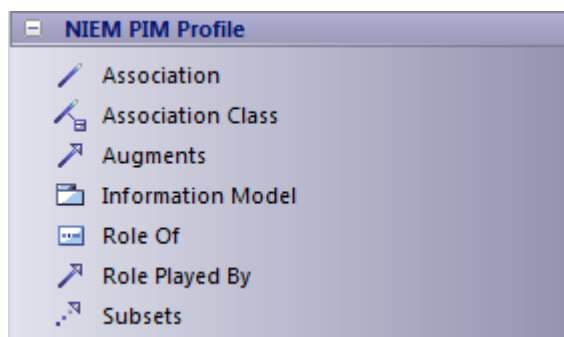 NIEM PIM Profile
Association
Association Class
Augments
Information Model
Role Of
Role Played By
Subsets